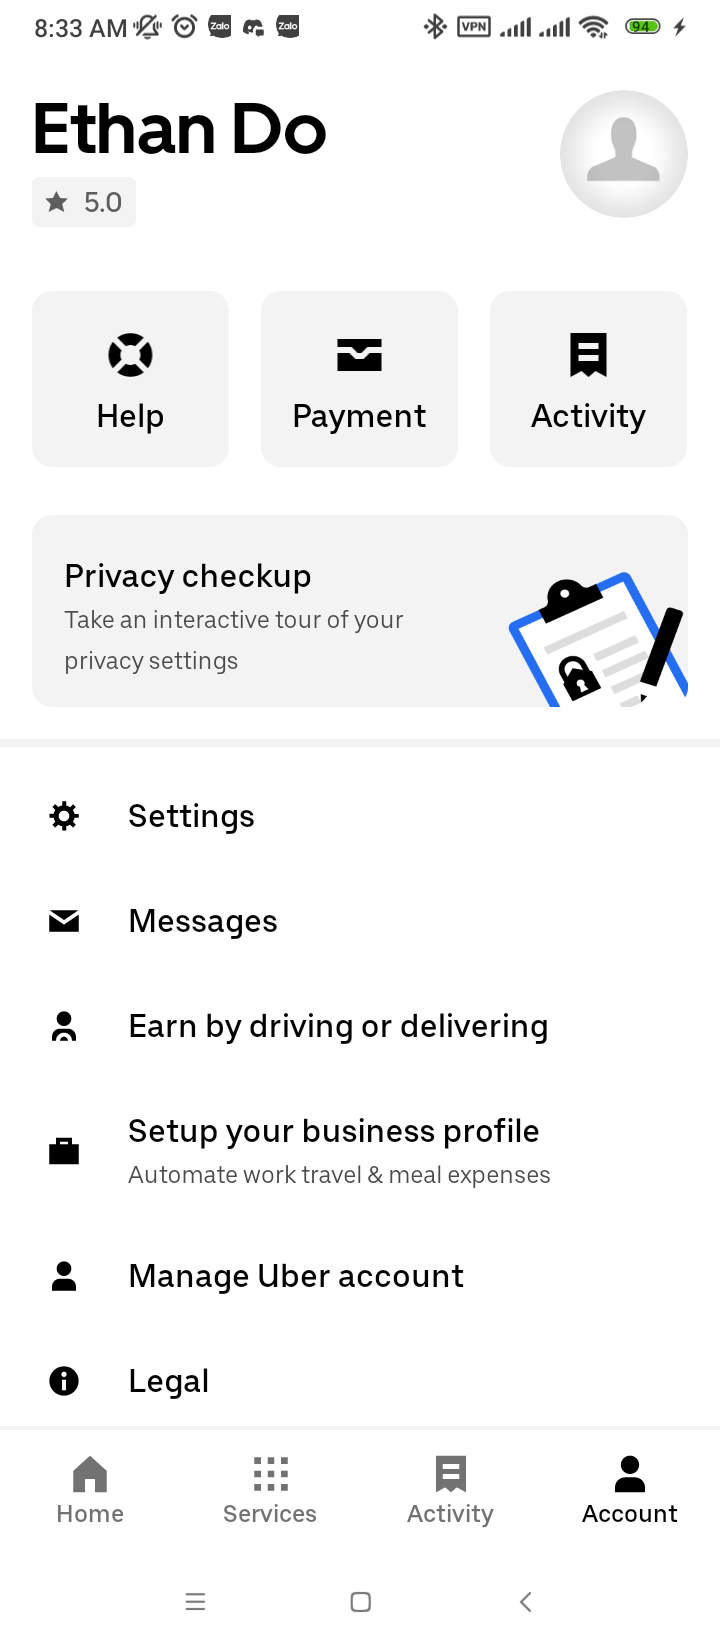 8:33 AM Zalo Zalo VPN 94
Ethan Do
5.0
Help Payment Activity
Privacy checkup
Take an interactive tour of your
privacy settings
Settings
Messages
Earn by driving or delivering
Setup your business profile
Automate work travel & meal expenses
Manage Uber account
Legal
Home Services Activity Account